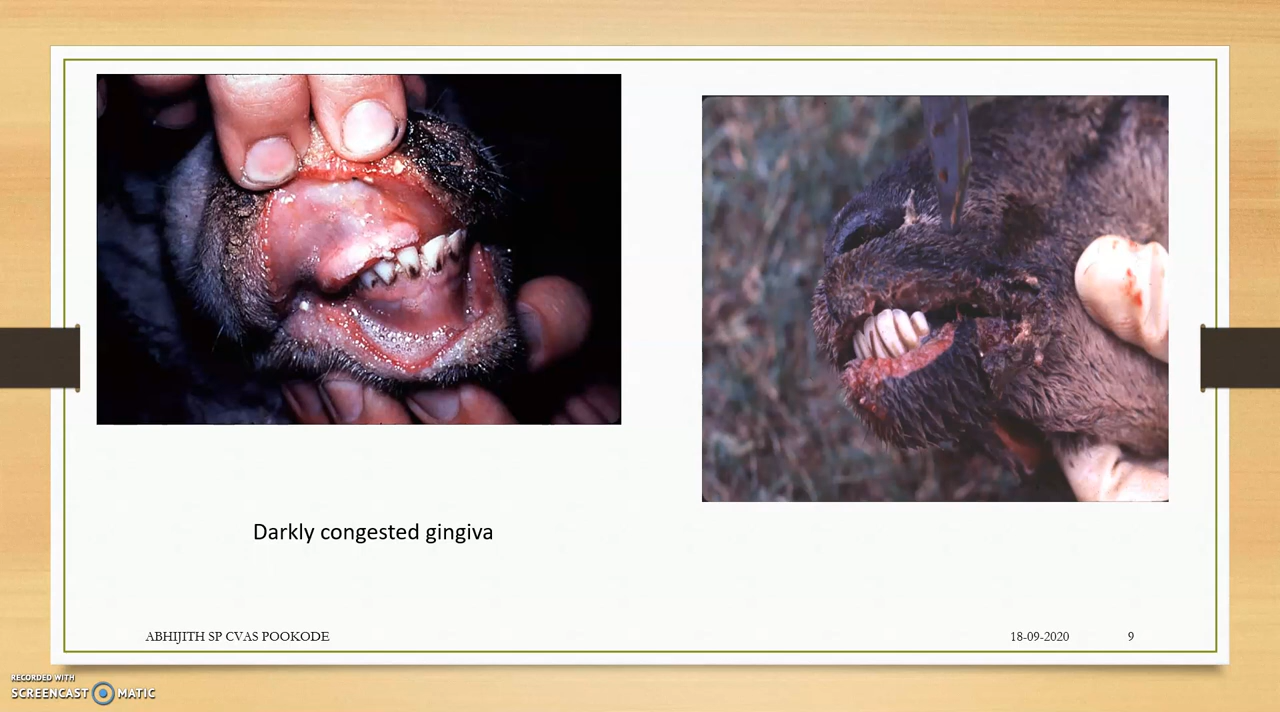 Darkly congested gingiva
ABHIJITH SP CVAS POOKODE
18-09-2020
9
RECORDED WITH
SCREENCAST MATIC